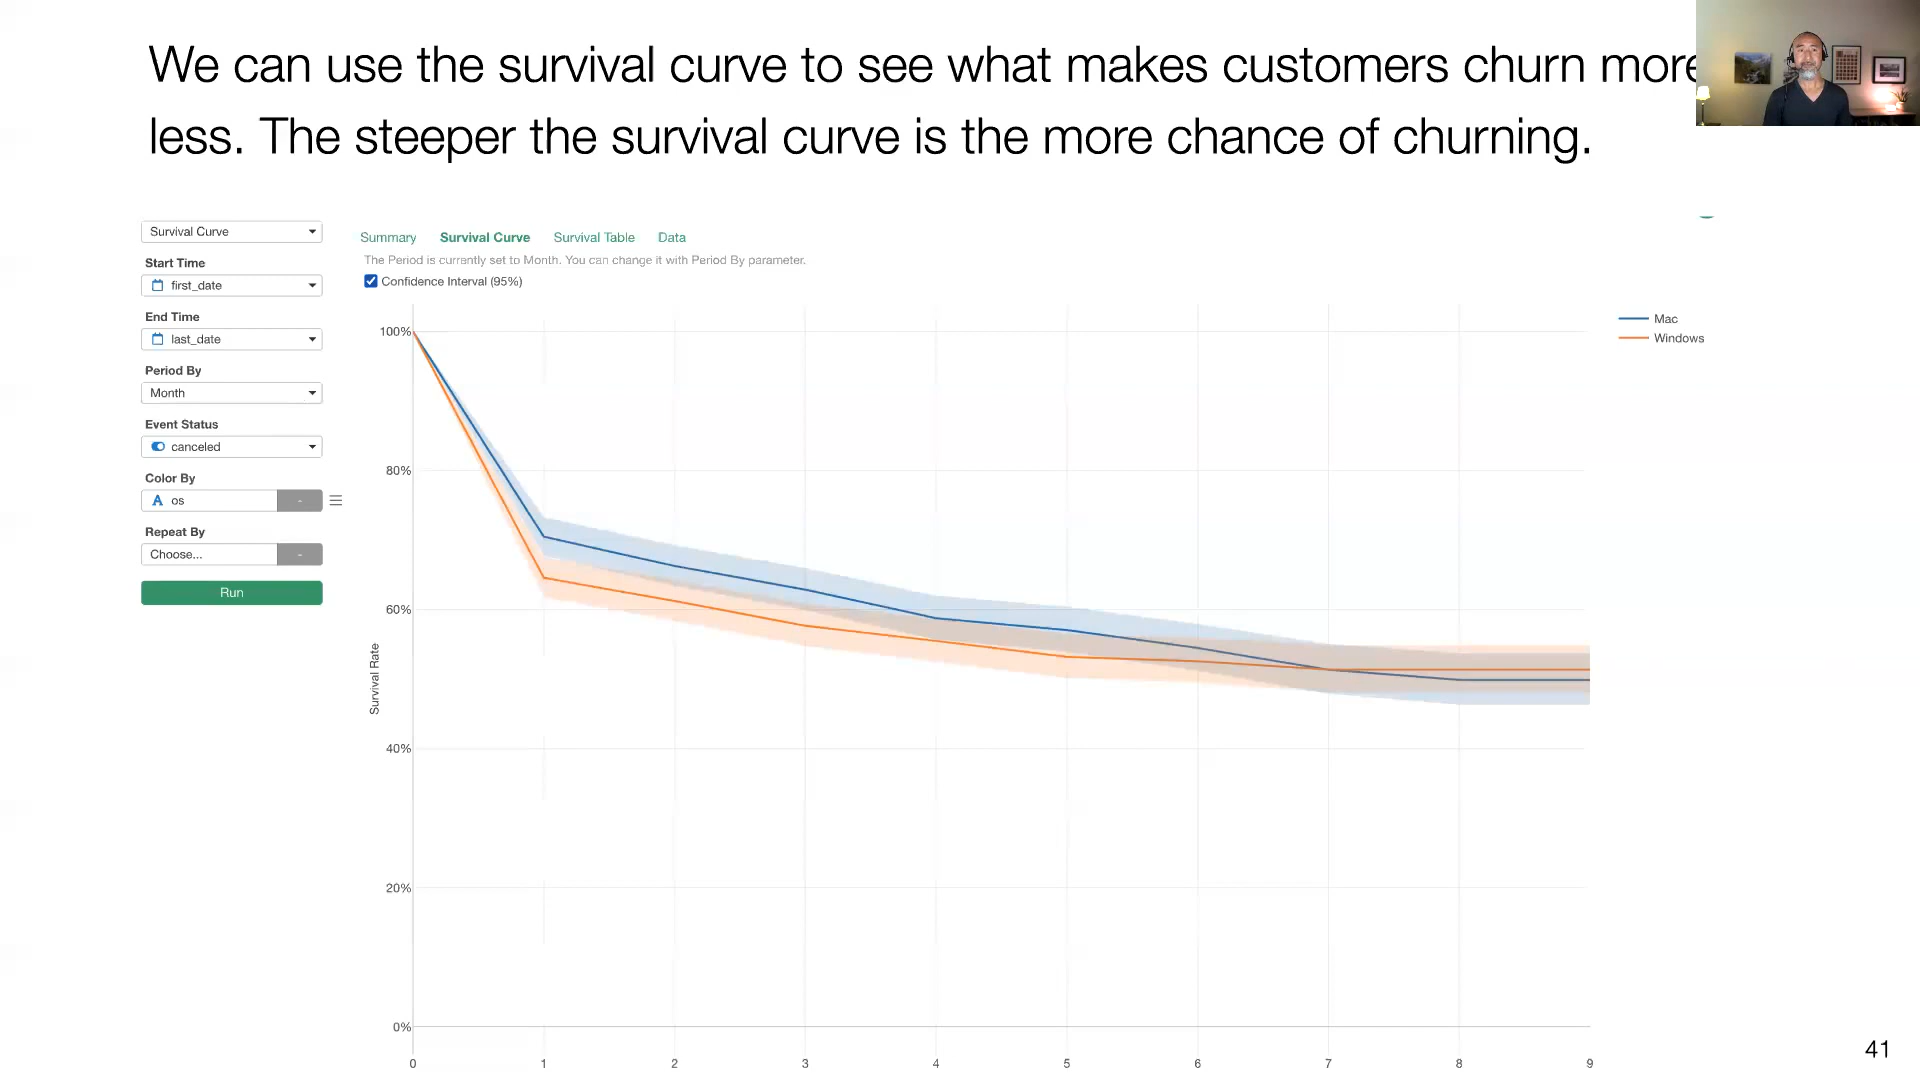 We can use the survival curve to see what makes customers churn more
less. The steeper the survival curve is the more chance of churning.
Survival Curve
Start Time
first_date
End Time
last_date
Period By
Month
Event Status
canceled
Color By
A os
-
Repeat By
Choose...
-
Run
Summary Survival Curve Survival Table Data
The Period is currently set to Month. You can change it with Period By parameter.
Confidence Interval (95%)
Mac
Windows
Survival Rate
100%
80%
60%
40%
20%
0%
0 1 2 3 4 5 6 7 8 9
41